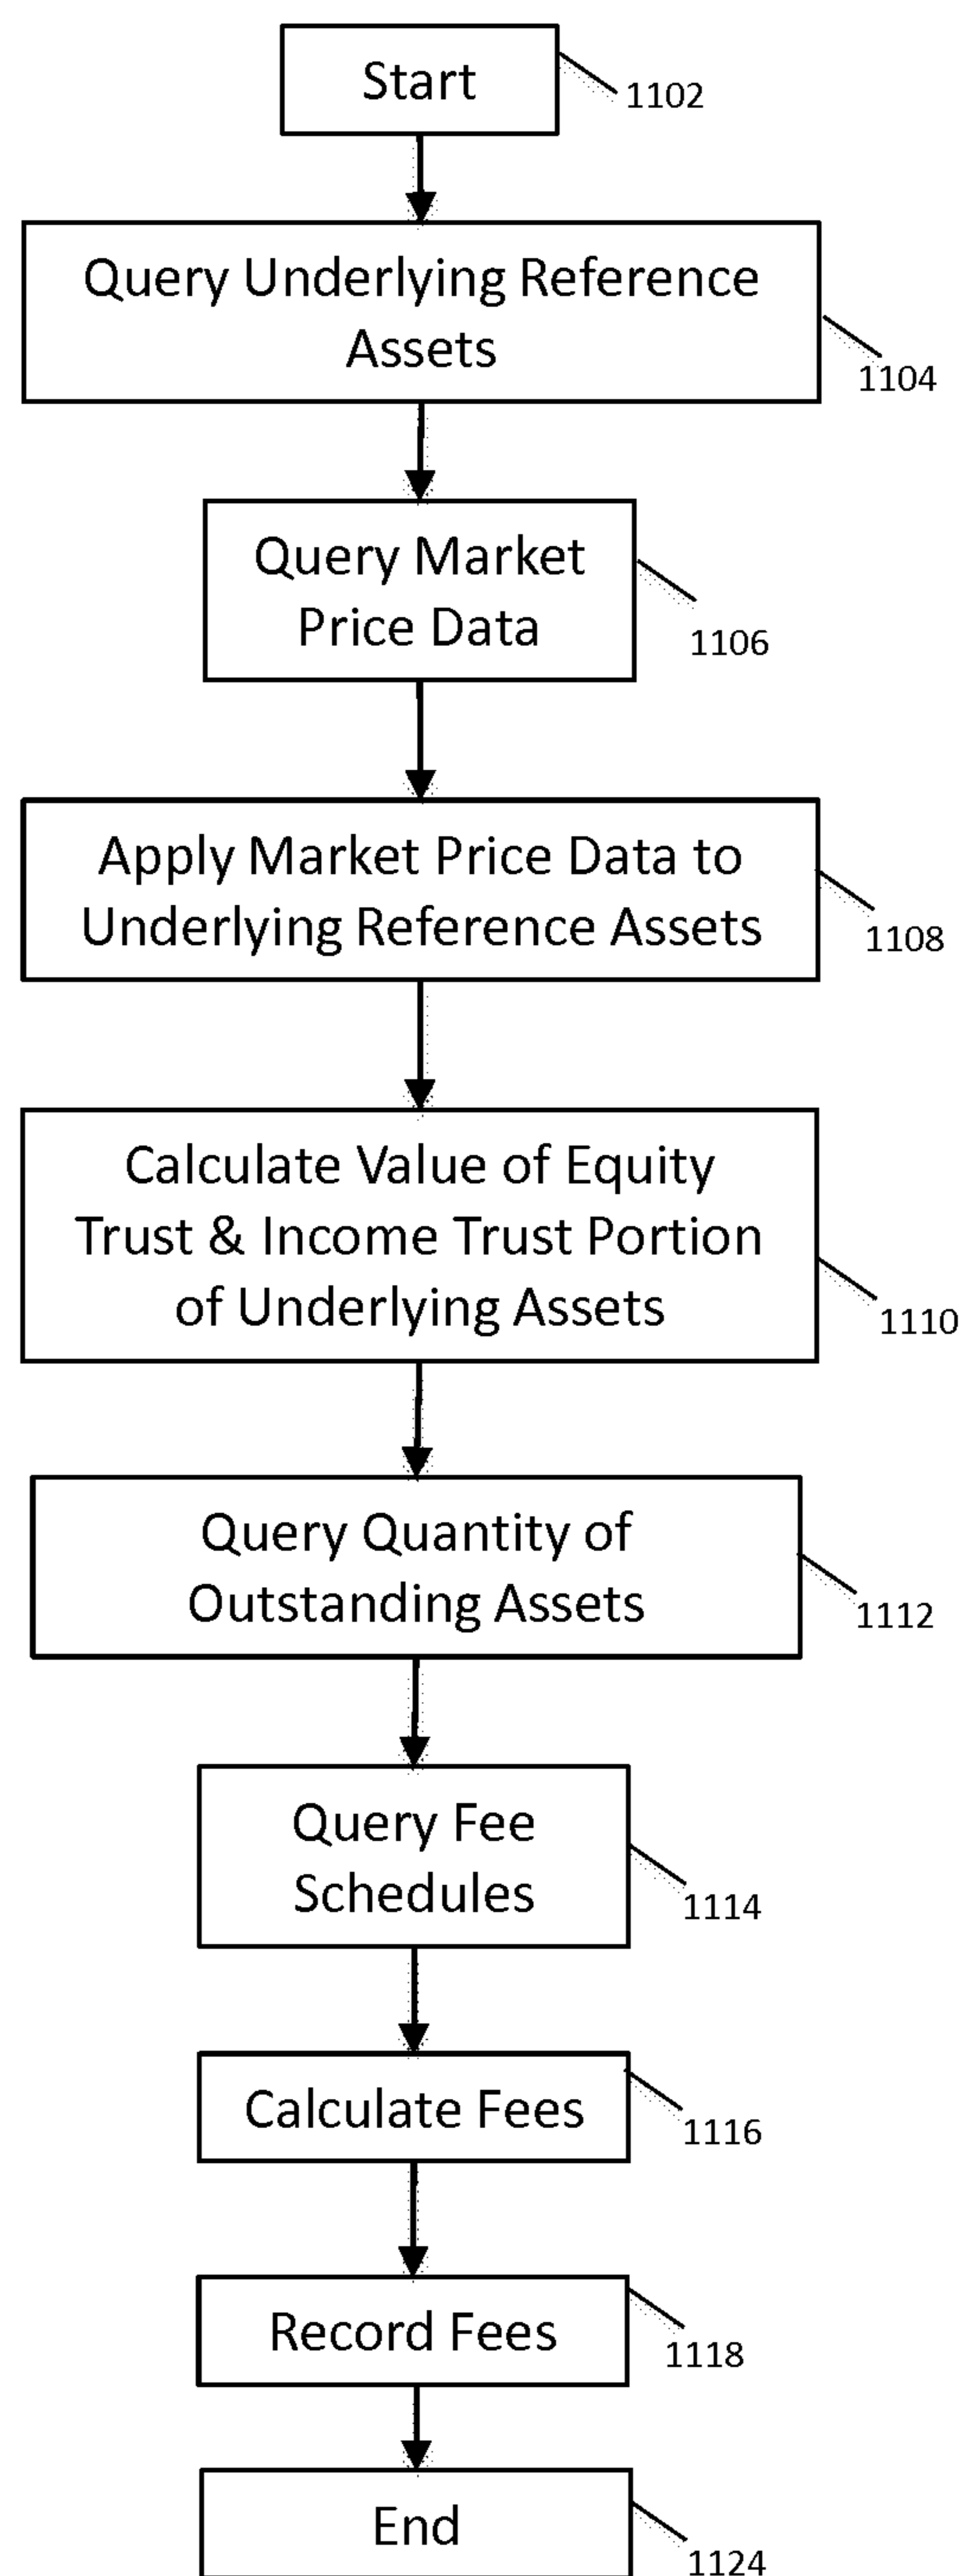 Start
1102
Query Underlying Reference
Assets
1104
Query Market
Price Data
1106
Apply Market Price Data to
Underlying Reference Assets
1108
Calculate Value of Equity
Trust & Income Trust Portion
of Underlying Assets
1110
Query Quantity of
Outstanding Assets
1112
Query Fee
Schedules
1114
Calculate Fees
1116
Record Fees
1118
End
1124